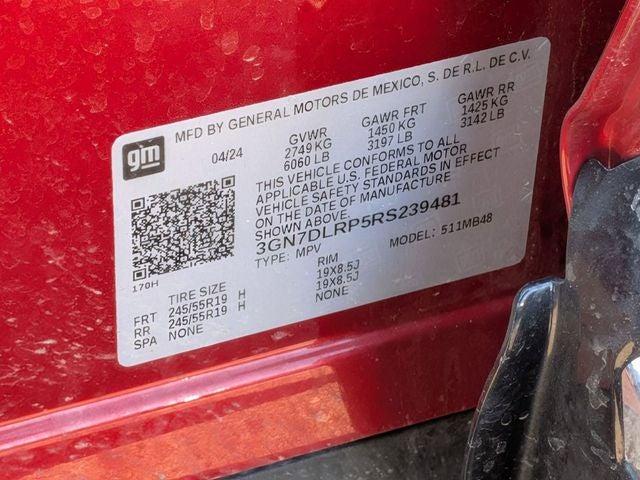 MFD BY GENERAL MOTORS DE MEXICO, S. DE R.L. DE C.V.
gm
04/24
GVWR
2749 KG
6060 LB
GAWR FRT
1450 KG
3197 LB
GAWR RR
1425 KG
3142 LB
THIS VEHICLE CONFORMS TO ALL
APPLICABLE U.S. FEDERAL MOTOR
VEHICLE SAFETY STANDARDS IN EFFECT
ON THE DATE OF MANUFACTURE
SHOWN ABOVE.
3GN7DLRP5RS239481
TYPE: MPV
MODEL: 511MB48
170H
TIRE SIZE
RIM
FRT 245/55R19 H 19X8.5J
RR 245/55R19 H 19X8.5J
SPA NONE NONE